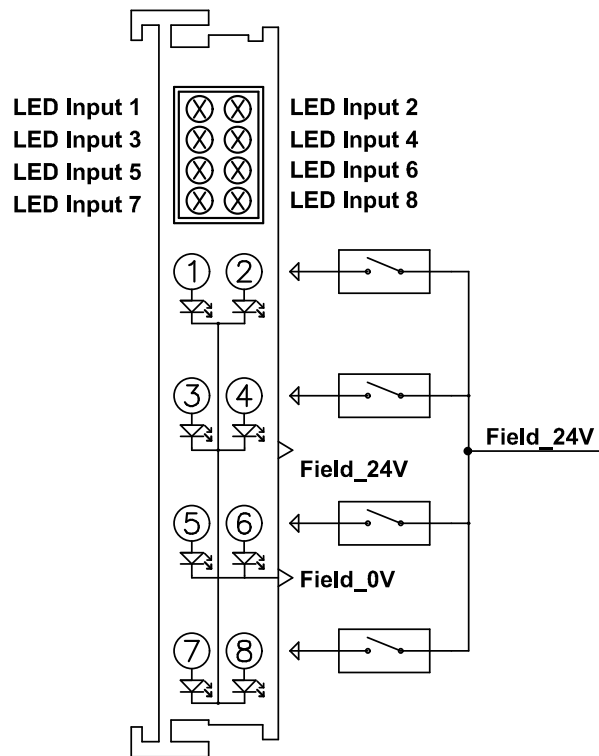 LED Input 1 LED Input 2
LED Input 3 LED Input 4
LED Input 5 LED Input 6
LED Input 7 LED Input 8
1 2
3 4
Field_24V
Field_24V
5 6
Field_0V
7 8